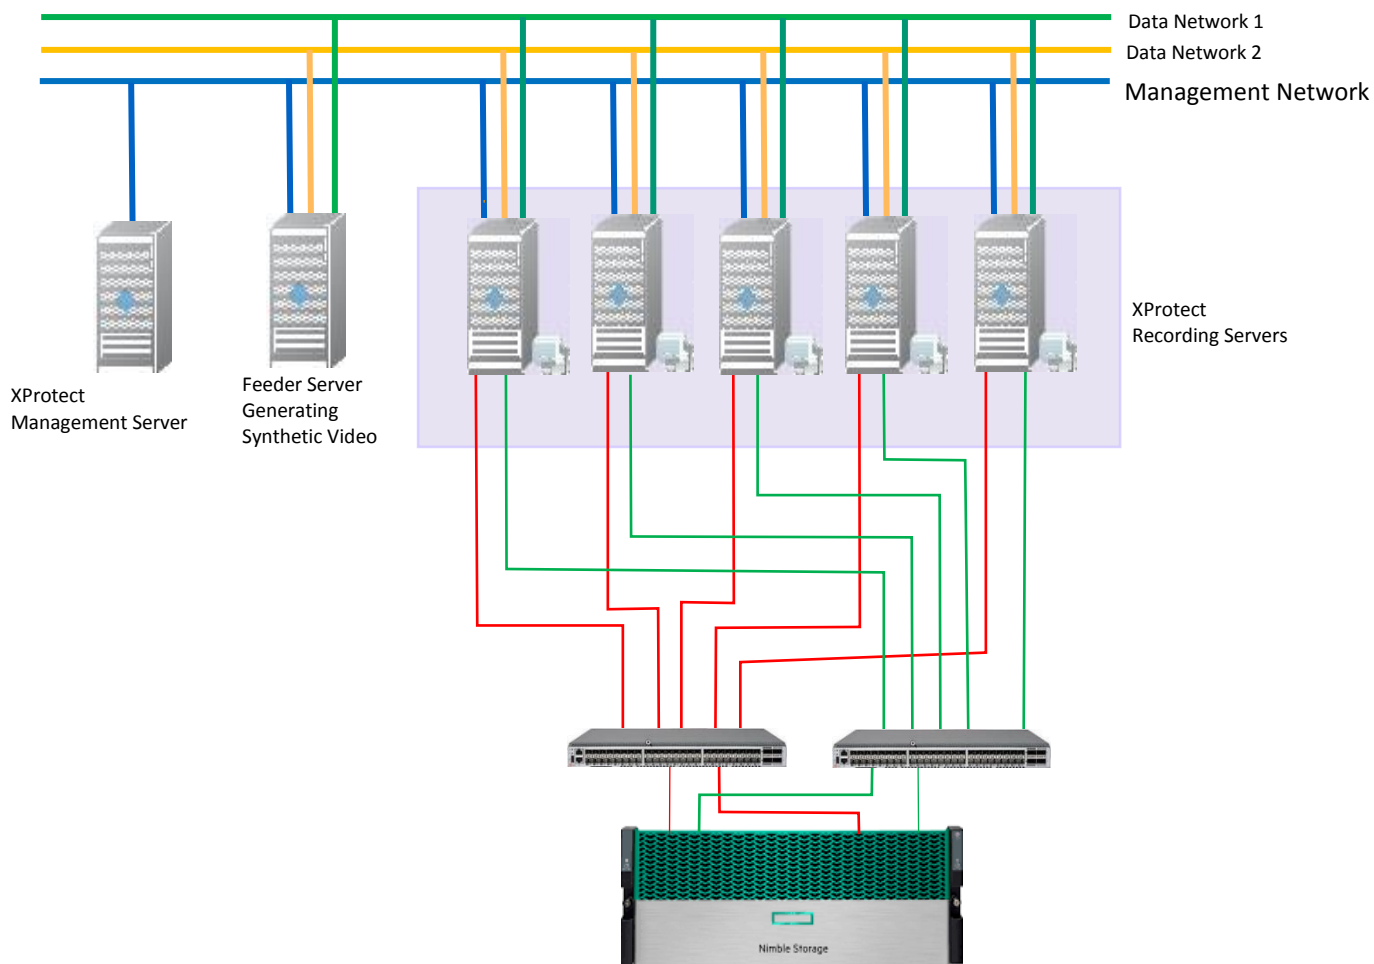 Data Network 1
Data Network 2
Management Network
XProtect
Recording Servers
XProtect
Management Server
Feeder Server
Generating
Synthetic Video
Nimble Storage